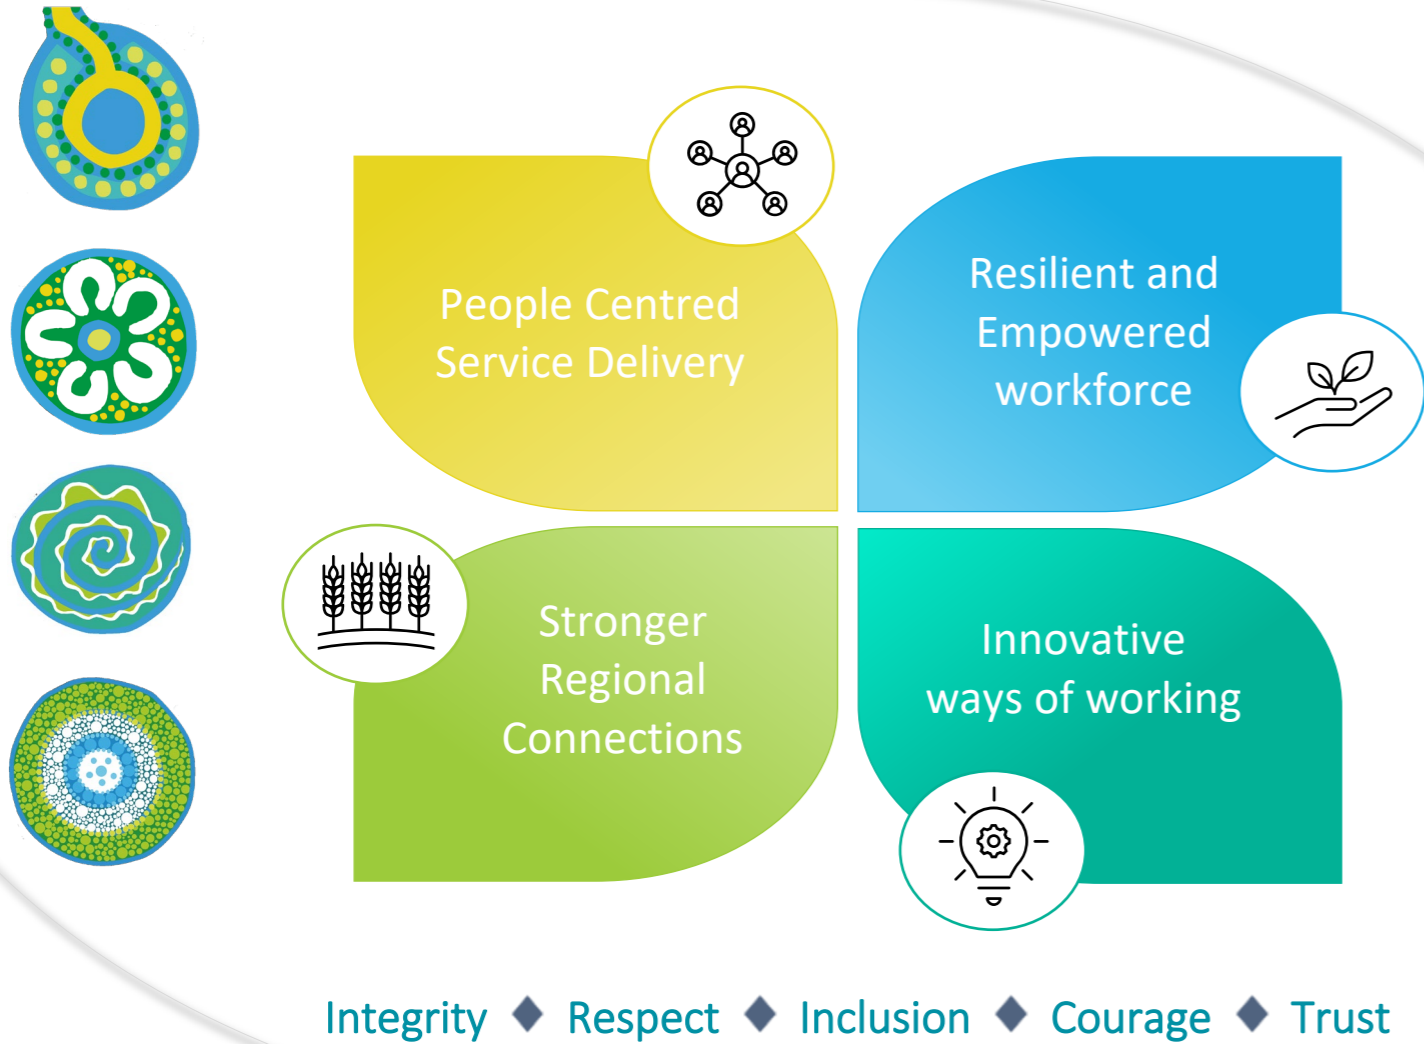 People Centred
Service Delivery
Resilient and
Empowered
workforce
Stronger
Regional
Connections
Innovative
ways of working
Integrity ◆ Respect ◆ Inclusion ◆ Courage ◆ Trust